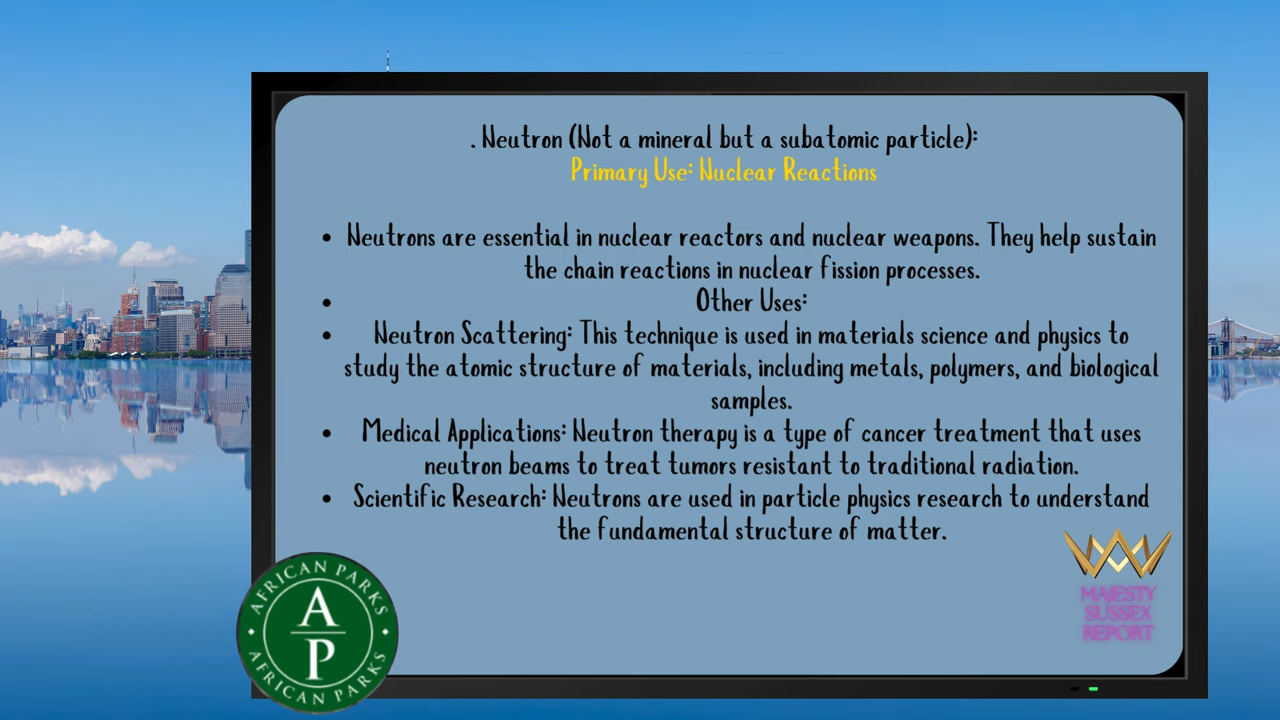 . Neutron (Not a mineral but a subatomic particle):
Primary Use: Nuclear Reactions
• Neutrons are essential in nuclear reactors and nuclear weapons. They help sustain
the chain reactions in nuclear fission processes.
• Other Uses:
• Neutron Scattering: This technique is used in materials science and physics to
study the atomic structure of materials, including metals, polymers, and biological
samples.
• Medical Applications: Neutron therapy is a type of cancer treatment that uses
neutron beams to treat tumors resistant to traditional radiation.
• Scientific Research: Neutrons are used in particle physics research to understand
the fundamental structure of matter.
AFRICAN PARKS
A
P
AFRICAN PARKS
MAJESTY
SUSSEX
REPORT